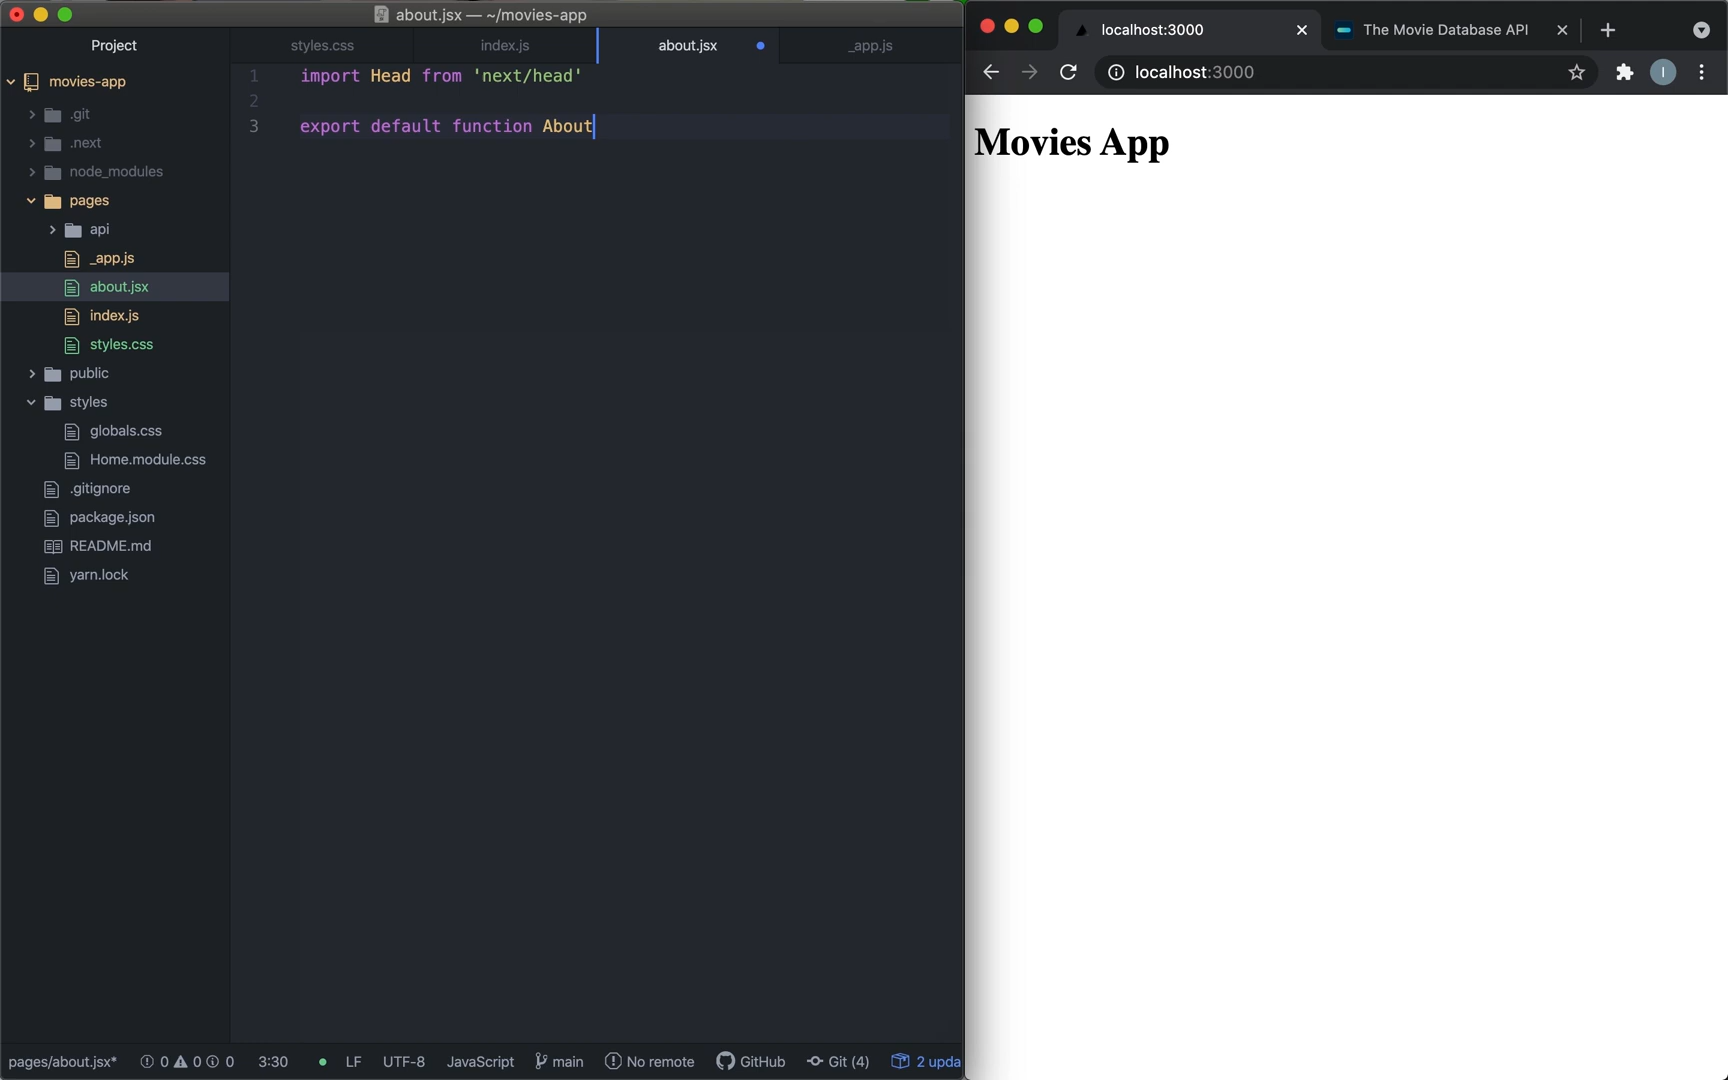 about.jsx — ~/movies-app
Project
styles.css
index.js
about.jsx
_app.js
movies-app
.git
.next
node_modules
pages
api
_app.js
about.jsx
index.js
styles.css
public
styles
globals.css
Home.module.css
.gitignore
package.json
README.md
yarn.lock
1 import Head from 'next/head'
2
3 export default function About
pages/about.jsx* 0 0 0 3:30 LF UTF-8 JavaScript main No remote GitHub Git (4) 2 upda
localhost:3000
The Movie Database API
localhost:3000
I
Movies App